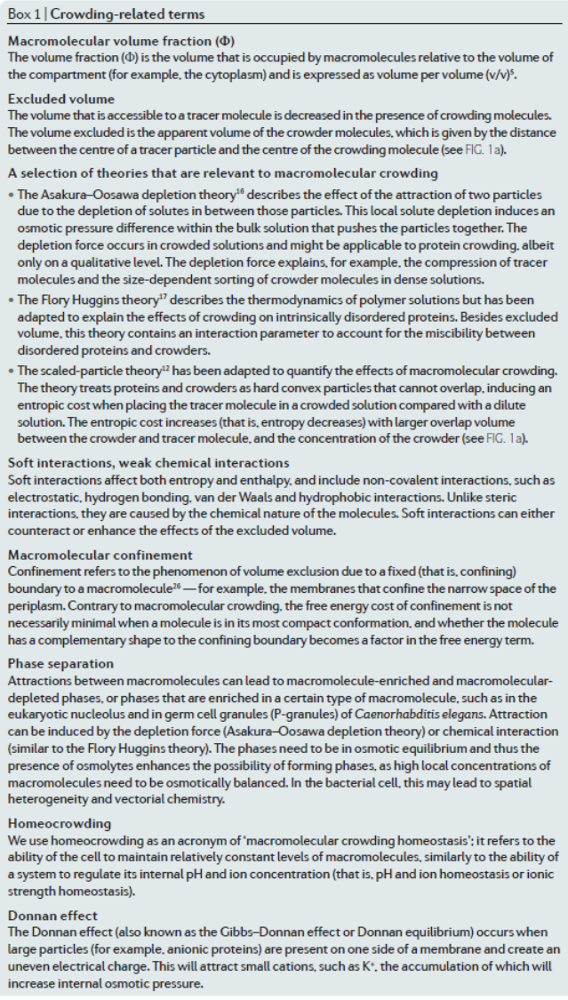 Box 1 | Crowding-related terms
Macromolecular volume fraction (Φ)
The volume fraction (Φ) is the volume that is occupied by macromolecules relative to the volume of
the compartment (for example, the cytoplasm) and is expressed as volume per volume (v/v)⁵.
Excluded volume
The volume that is accessible to a tracer molecule is decreased in the presence of crowding molecules.
The volume excluded is the apparent volume of the crowder molecules, which is given by the distance
between the centre of a tracer particle and the centre of the crowding molecule (see FIG. 1a).
A selection of theories that are relevant to macromolecular crowding
• The Asakura–Oosawa depletion theory¹⁶ describes the effect of the attraction of two particles
due to the depletion of solutes in between those particles. This local solute depletion induces an
osmotic pressure difference within the bulk solution that pushes the particles together. The
depletion force occurs in crowded solutions and might be applicable to protein crowding, albeit
only on a qualitative level. The depletion force explains, for example, the compression of tracer
molecules and the size-dependent sorting of crowder molecules in dense solutions.
• The Flory Huggins theory¹⁷ describes the thermodynamics of polymer solutions but has been
adapted to explain the effects of crowding on intrinsically disordered proteins. Besides excluded
volume, this theory contains an interaction parameter to account for the miscibility between
disordered proteins and crowders.
• The scaled-particle theory¹² has been adapted to quantify the effects of macromolecular crowding.
The theory treats proteins and crowders as hard convex particles that cannot overlap, inducing an
entropic cost when placing the tracer molecule in a crowded solution compared with a dilute
solution. The entropic cost increases (that is, entropy decreases) with larger overlap volume
between the crowder and tracer molecule, and the concentration of the crowder (see FIG. 1a).
Soft interactions, weak chemical interactions
Soft interactions affect both entropy and enthalpy, and include non-covalent interactions, such as
electrostatic, hydrogen bonding, van der Waals and hydrophobic interactions. Unlike steric
interactions, they are caused by the chemical nature of the molecules. Soft interactions can either
counteract or enhance the effects of the excluded volume.
Macromolecular confinement
Confinement refers to the phenomenon of volume exclusion due to a fixed (that is, confining)
boundary to a macromolecule²⁶ — for example, the membranes that confine the narrow space of the
periplasm. Contrary to macromolecular crowding, the free energy cost of confinement is not
necessarily minimal when a molecule is in its most compact conformation, and whether the molecule
has a complementary shape to the confining boundary becomes a factor in the free energy term.
Phase separation
Attractions between macromolecules can lead to macromolecule-enriched and macromolecular-
depleted phases, or phases that are enriched in a certain type of macromolecule, such as in the
eukaryotic nucleolus and in germ cell granules (P-granules) of Caenorhabditis elegans. Attraction
can be induced by the depletion force (Asakura–Oosawa depletion theory) or chemical interaction
(similar to the Flory Huggins theory). The phases need to be in osmotic equilibrium and thus the
presence of osmolytes enhances the possibility of forming phases, as high local concentrations of
macromolecules need to be osmotically balanced. In the bacterial cell, this may lead to spatial
heterogeneity and vectorial chemistry.
Homeocrowding
We use homeocrowding as an acronym of ‘macromolecular crowding homeostasis’; it refers to the
ability of the cell to maintain relatively constant levels of macromolecules, similarly to the ability of
a system to regulate its internal pH and ion concentration (that is, pH and ion homeostasis or ionic
strength homeostasis).
Donnan effect
The Donnan effect (also known as the Gibbs–Donnan effect or Donnan equilibrium) occurs when
large particles (for example, anionic proteins) are present on one side of a membrane and create an
uneven electrical charge. This will attract small cations, such as K⁺, the accumulation of which will
increase internal osmotic pressure.